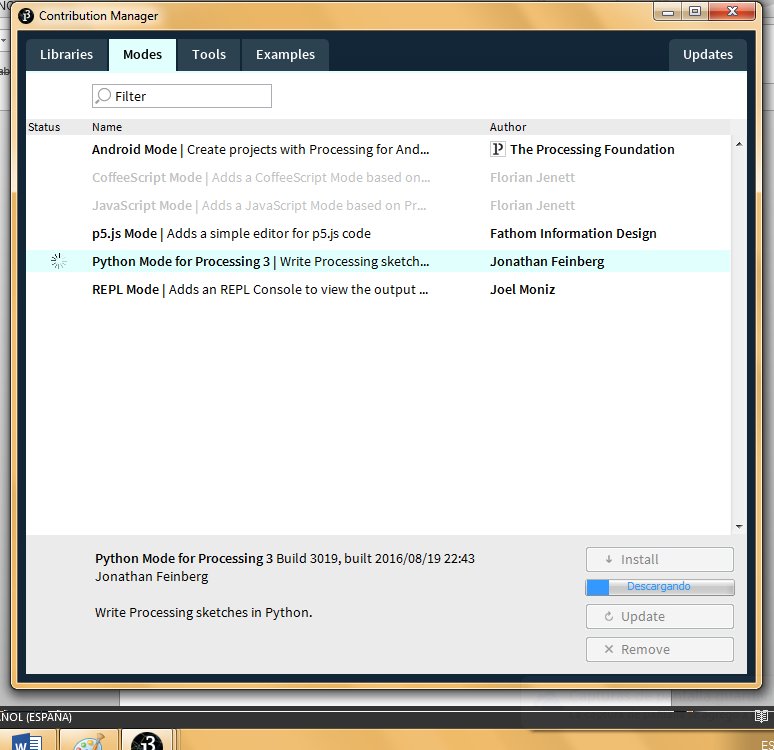 Contribution Manager
Libraries Modes Tools Examples Updates
Filter
Status Name Author
Android Mode | Create projects with Processing for And... The Processing Foundation
CoffeeScript Mode | Adds a CoffeeScript Mode based on... Florian Jenett
JavaScript Mode | Adds a JavaScript Mode based on Pr... Florian Jenett
p5.js Mode | Adds a simple editor for p5.js code Fathom Information Design
Python Mode for Processing 3 | Write Processing sketch... Jonathan Feinberg
REPL Mode | Adds an REPL Console to view the output ... Joel Moniz
Python Mode for Processing 3 Build 3019, built 2016/08/19 22:43
Jonathan Feinberg
Write Processing sketches in Python.
Install
Descargando
Update
Remove
ÑOL (ESPAÑA)
ES